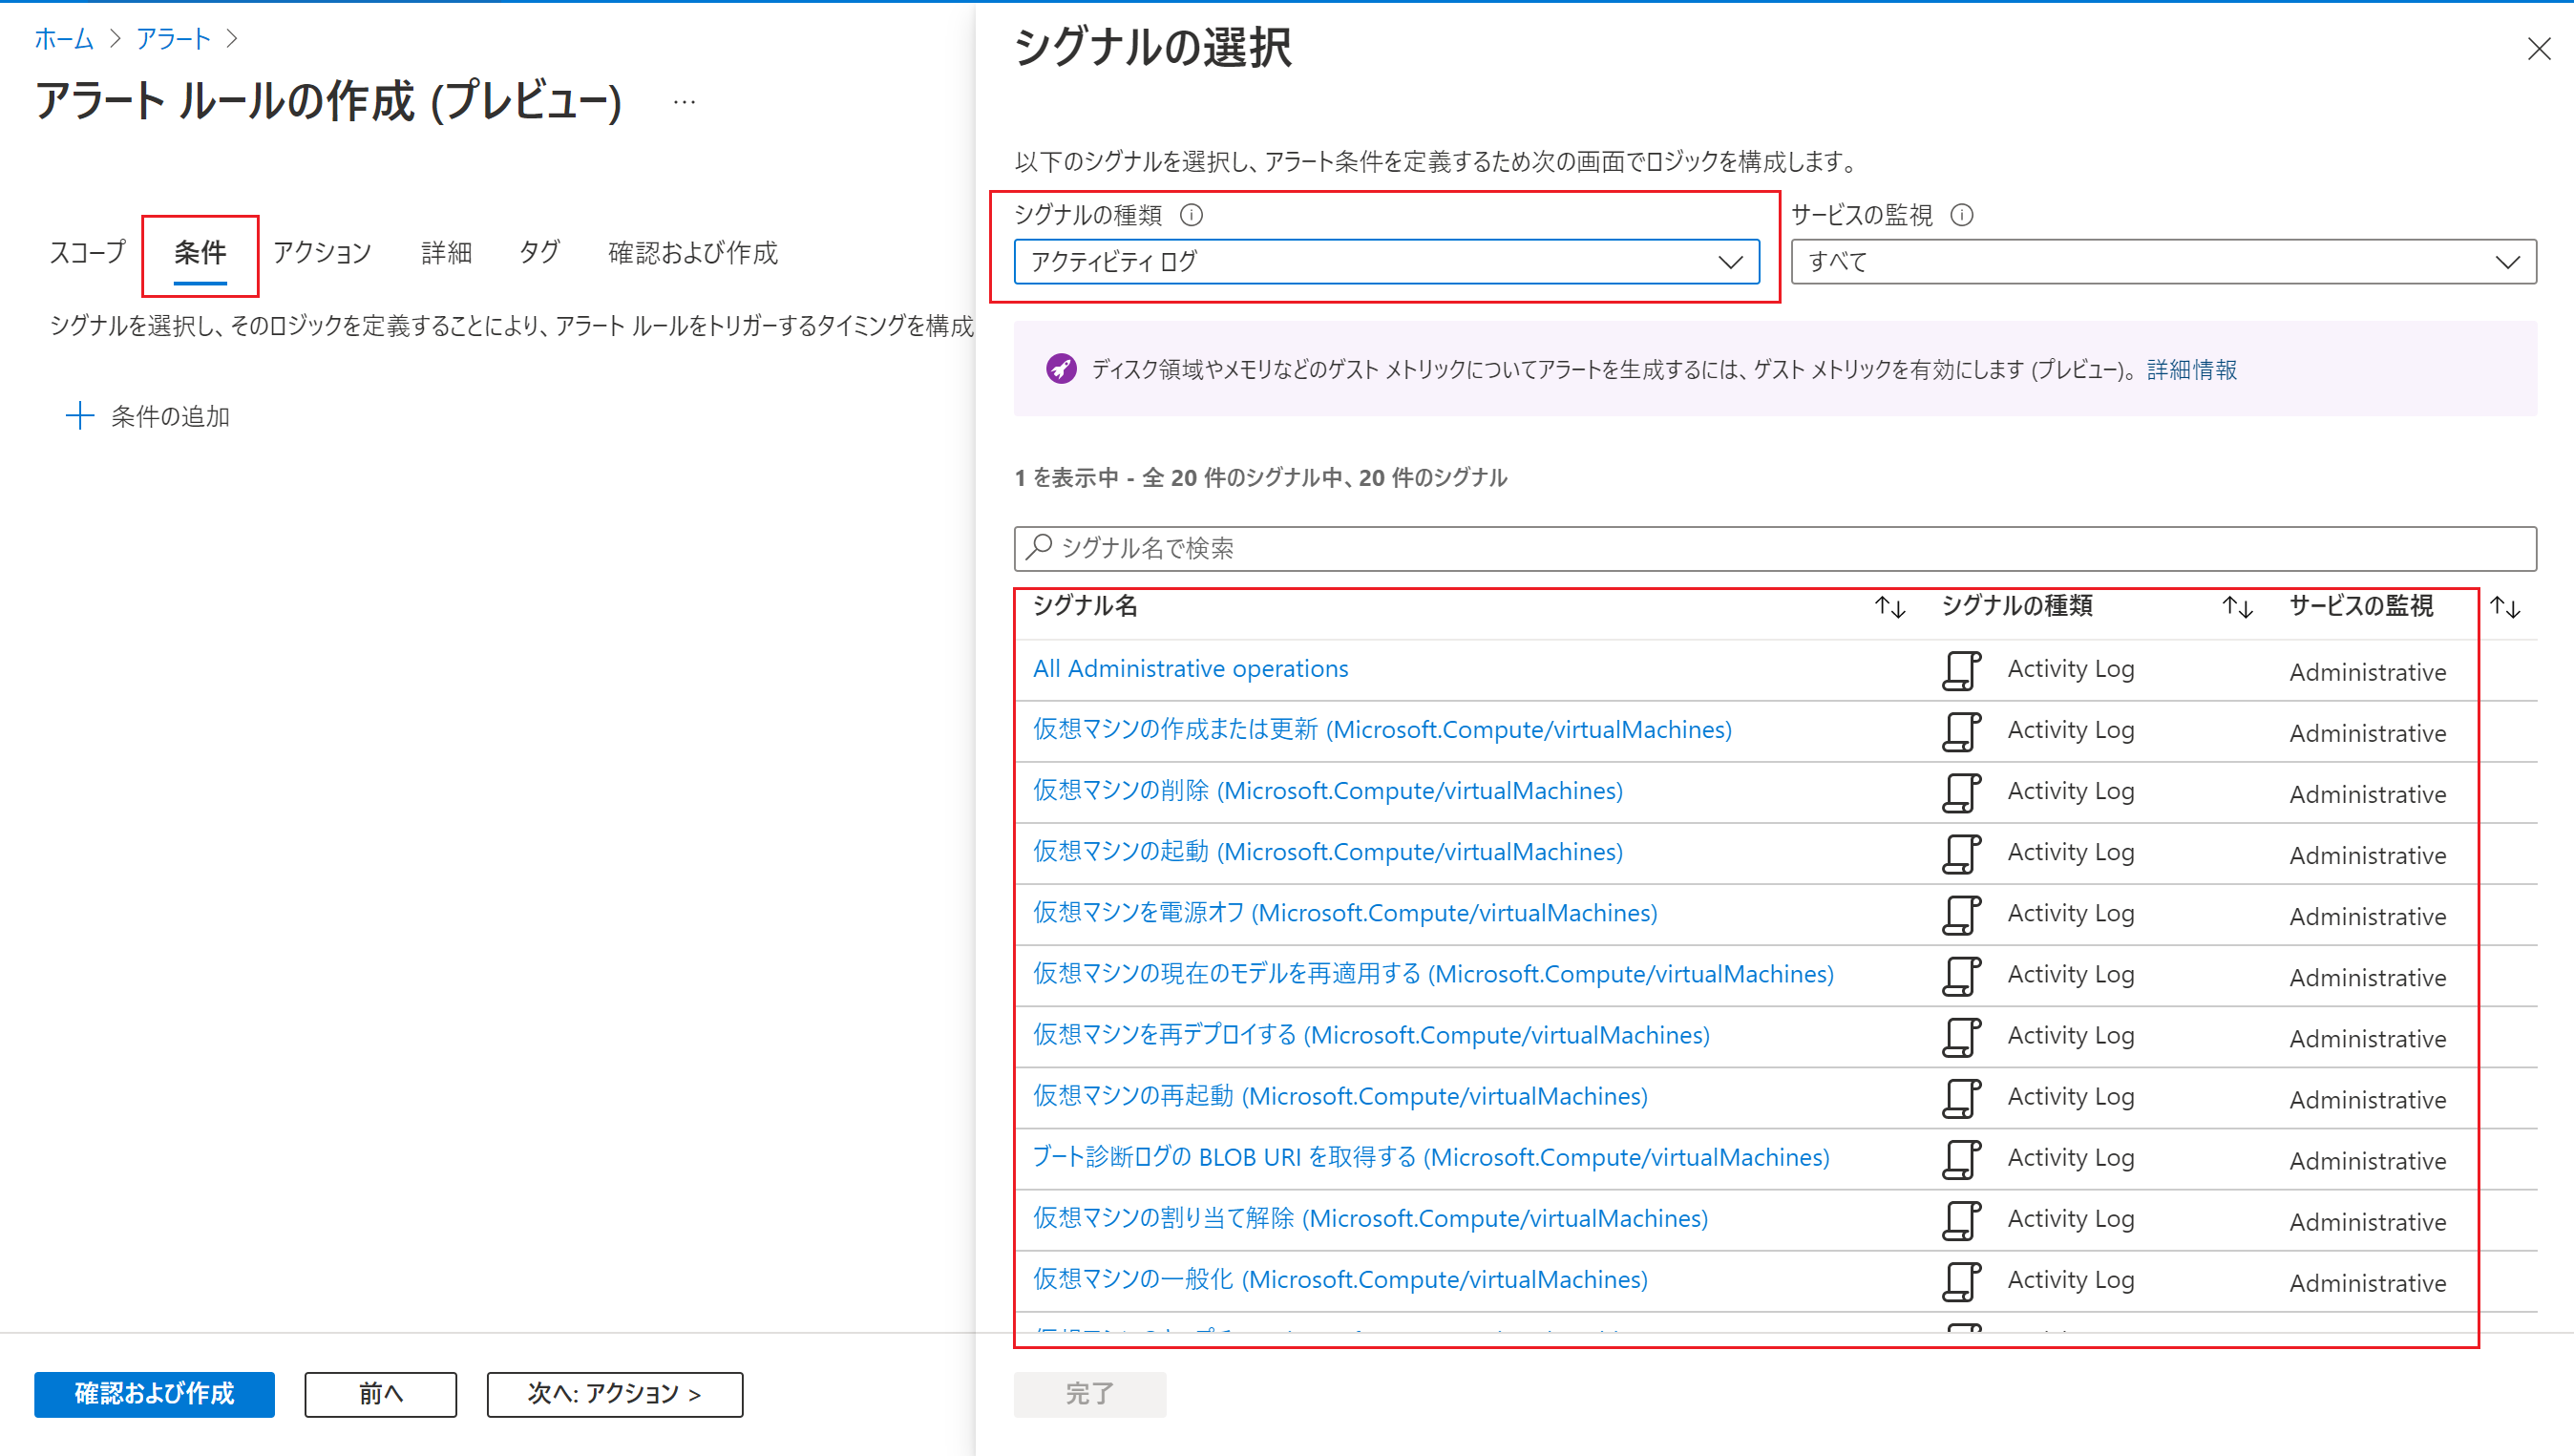 ホーム > アラート >
アラート ルールの作成 (プレビュー) …
スコープ 条件 アクション 詳細 タグ 確認および作成
シグナルを選択し、そのロジックを定義することにより、アラート ルールをトリガーするタイミングを構成
+ 条件の追加
確認および作成 前へ 次へ: アクション >
シグナルの選択
以下のシグナルを選択し、アラート条件を定義するため次の画面でロジックを構成します。
シグナルの種類 サービスの監視
アクティビティ ログ すべて
ディスク領域やメモリなどのゲスト メトリックについてアラートを生成するには、ゲスト メトリックを有効にします (プレビュー)。 詳細情報
1 を表示中 - 全 20 件のシグナル中、20 件のシグナル
シグナル名で検索
シグナル名 ↑↓ シグナルの種類 ↑↓ サービスの監視 ↑↓
All Administrative operations Activity Log Administrative
仮想マシンの作成または更新 (Microsoft.Compute/virtualMachines) Activity Log Administrative
仮想マシンの削除 (Microsoft.Compute/virtualMachines) Activity Log Administrative
仮想マシンの起動 (Microsoft.Compute/virtualMachines) Activity Log Administrative
仮想マシンを電源オフ (Microsoft.Compute/virtualMachines) Activity Log Administrative
仮想マシンの現在のモデルを再適用する (Microsoft.Compute/virtualMachines) Activity Log Administrative
仮想マシンを再デプロイする (Microsoft.Compute/virtualMachines) Activity Log Administrative
仮想マシンの再起動 (Microsoft.Compute/virtualMachines) Activity Log Administrative
ブート診断ログの BLOB URI を取得する (Microsoft.Compute/virtualMachines) Activity Log Administrative
仮想マシンの割り当て解除 (Microsoft.Compute/virtualMachines) Activity Log Administrative
仮想マシンの一般化 (Microsoft.Compute/virtualMachines) Activity Log Administrative
完了